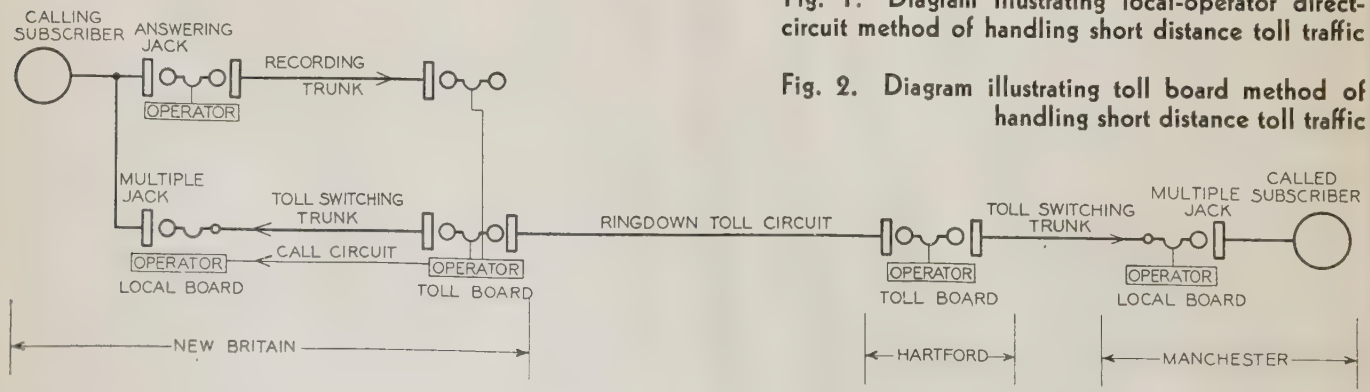 Fig. 1. Diagram illustrating local-operator direct-
circuit method of handling short distance toll traffic
Fig. 2. Diagram illustrating toll board method of
handling short distance toll traffic
CALLING
SUBSCRIBER
ANSWERING
JACK
RECORDING
TRUNK
OPERATOR
MULTIPLE
JACK
TOLL SWITCHING
TRUNK
CALL CIRCUIT
OPERATOR
LOCAL BOARD
OPERATOR
TOLL BOARD
RINGDOWN TOLL CIRCUIT
OPERATOR
TOLL BOARD
TOLL SWITCHING
TRUNK
MULTIPLE
JACK
CALLED
SUBSCRIBER
OPERATOR
LOCAL BOARD
NEW BRITAIN
HARTFORD
MANCHESTER